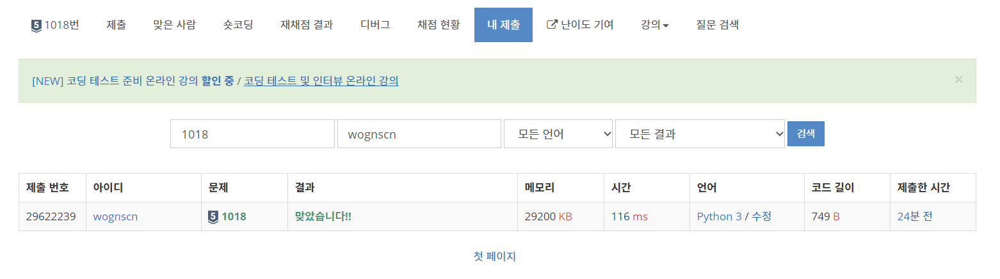 5 1018번 제출 맞은 사람 숏코딩 재채점 결과 디버그 채점 현황 내 제출 난이도 기여 강의 질문 검색
[NEW] 코딩 테스트 준비 온라인 강의 할인 중 / 코딩 테스트 및 인터뷰 온라인 강의 ×
1018 wognscn 모든 언어 모든 결과 검색
제출 번호 아이디 문제 결과 메모리 시간 언어 코드 길이 제출한 시간
29622239 wognscn 5 1018 맞았습니다!! 29200 KB 116 ms Python 3 / 수정 749 B 24분 전
첫 페이지